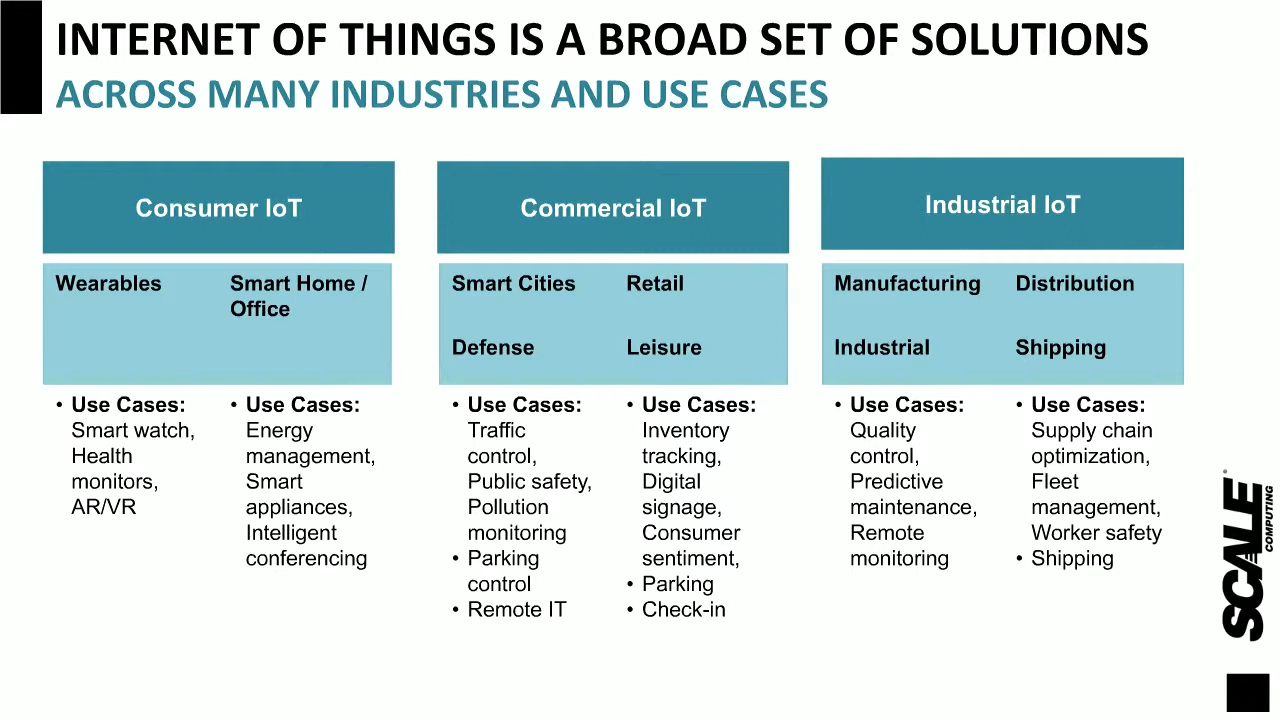 INTERNET OF THINGS IS A BROAD SET OF SOLUTIONS
ACROSS MANY INDUSTRIES AND USE CASES
Consumer IoT
Wearables
Smart Home /
Office
• Use Cases:
Smart watch,
Health
monitors,
AR/VR
• Use Cases:
Energy
management,
Smart
appliances,
Intelligent
conferencing
Commercial IoT
Smart Cities
Retail
Defense
Leisure
• Use Cases:
Traffic
control,
Public safety,
Pollution
monitoring
• Parking
control
• Remote IT
• Use Cases:
Inventory
tracking,
Digital
signage,
Consumer
sentiment,
• Parking
• Check-in
Industrial IoT
Manufacturing
Distribution
Industrial
Shipping
• Use Cases:
Quality
control,
Predictive
maintenance,
Remote
monitoring
• Use Cases:
Supply chain
optimization,
Fleet
management,
Worker safety
• Shipping
SCALE
COMPUTING